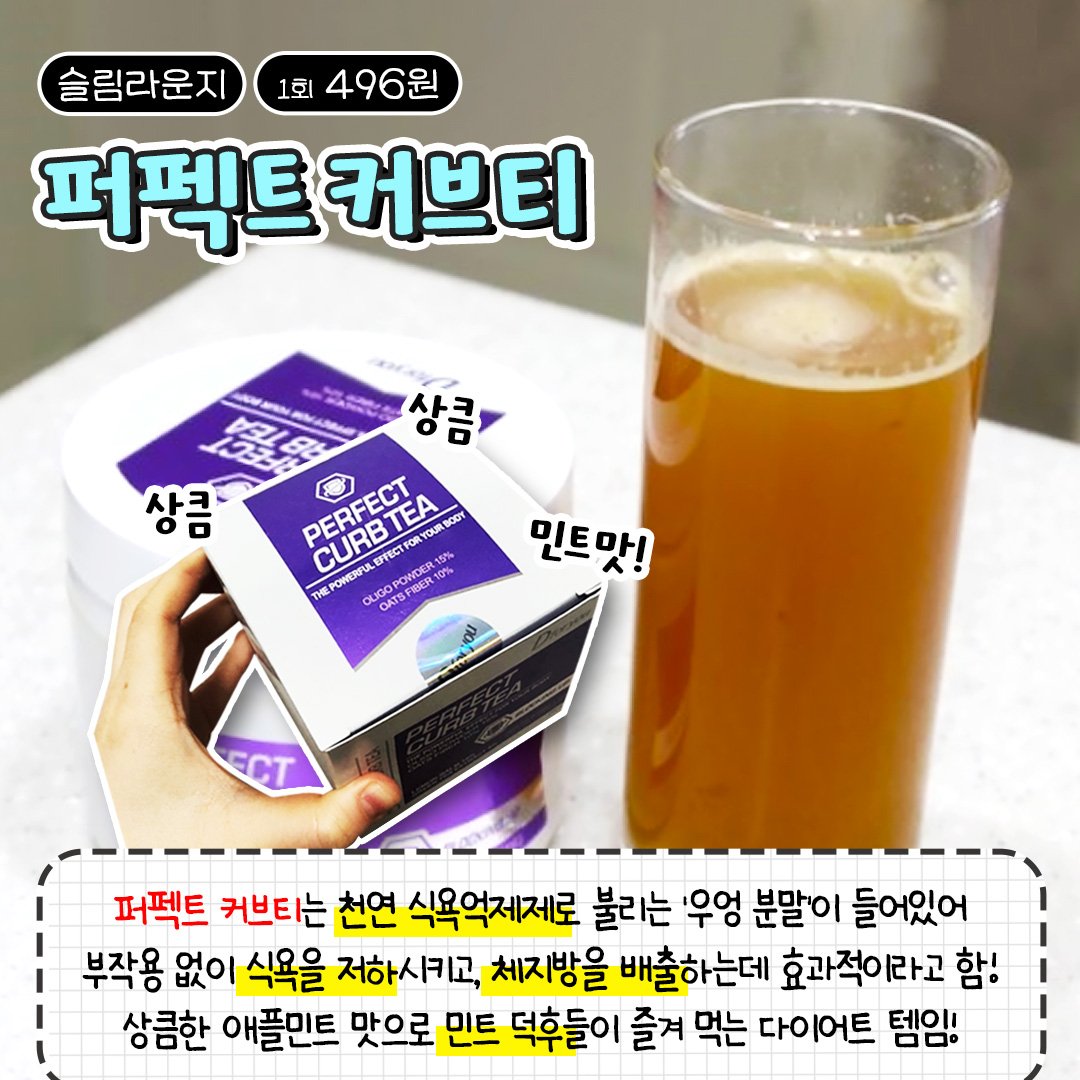 슬림라운지
1회 496원
퍼펙트 커브티
상큼
상큼
민트맛!
PERFECT
CURB TEA
PERFECT
CURB TEA
THE POWERFUL EFFECT FOR YOUR BODY
OLIGO POWDER 15%
OATS FIBER 10%
D for you
PERFECT
CURB TEA
퍼펙트 커브티는 천연 식욕억제제로 불리는 '우엉 분말'이 들어있어
부작용 없이 식욕을 저하시키고, 체지방을 배출하는데 효과적이라고 함!
상큼한 애플민트 맛으로 민트 덕후들이 즐겨 먹는 다이어트 템임!